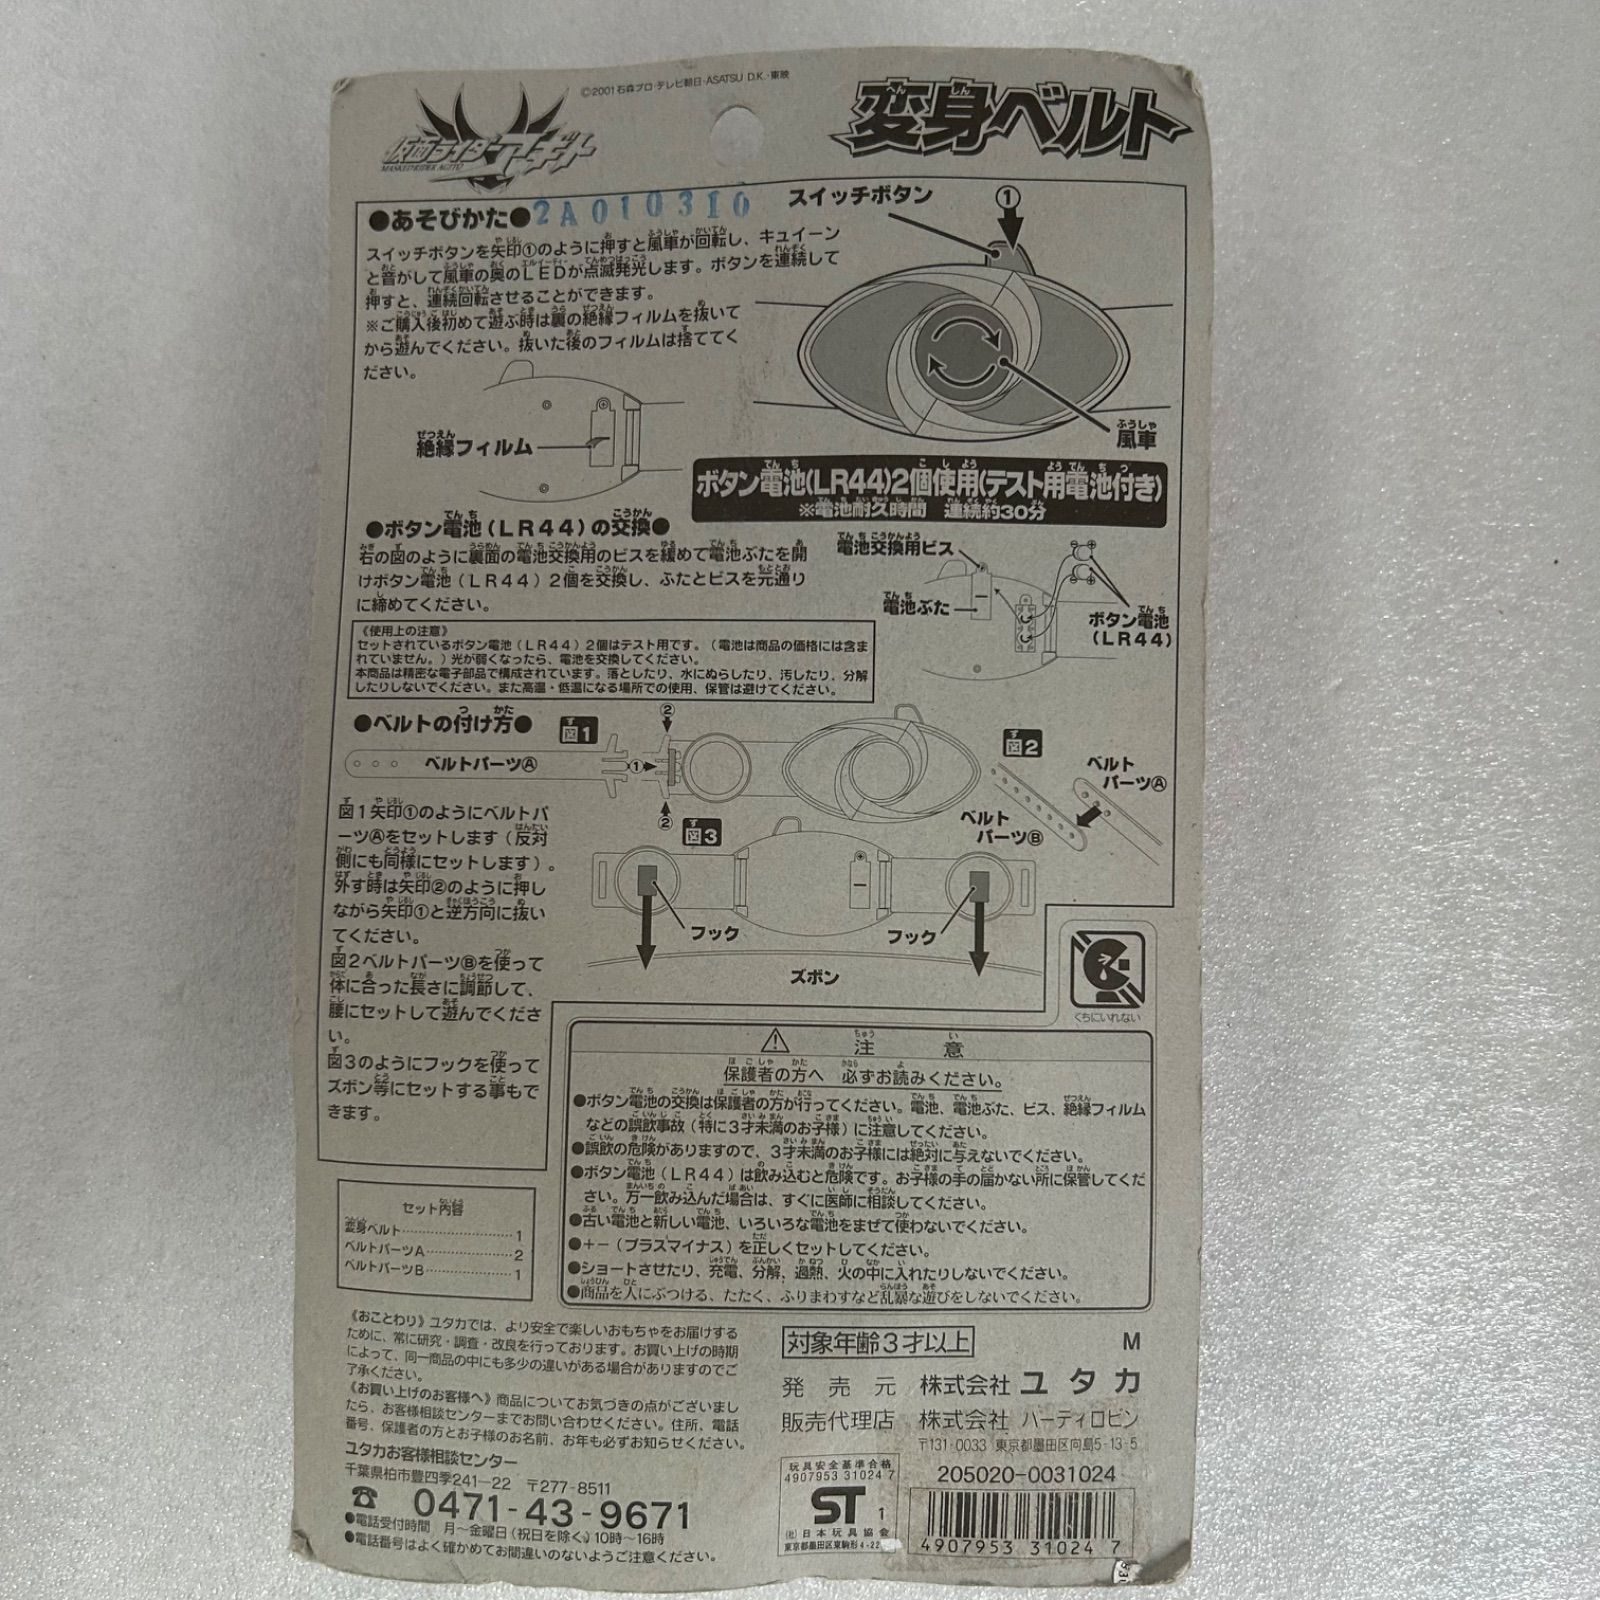 ©2001 石森プロ・テレビ朝日・ASATSU D.K.・東映
仮面ライダーアギト
MASKED RIDER AGITO
変身ベルト
●あそびかた●
2A010310
スイッチボタンを矢印①のように押すと風車が回転し、キュイーン
と音がして風車の奥のLEDが点滅発光します。ボタンを連続して
押すと、連続回転させることができます。
※ご購入後初めて遊ぶ時は裏の絶縁フィルムを抜いて
から遊んでください。抜いた後のフィルムは捨ててく
ださい。
絶縁フィルム
スイッチボタン
①
風車
ボタン電池(LR44)2個使用(テスト用電池付き)
※電池耐久時間 連続約30分
●ボタン電池(LR44)の交換●
右の図のように裏面の電池交換用のビスを緩めて電池ぶたを開
けボタン電池(LR44)2個を交換し、ふたとビスを元通り
に締めてください。
電池交換用ビス
電池ぶた
ボタン電池
(LR44)
《使用上の注意》
セットされているボタン電池(LR44)2個はテスト用です。(電池は商品の価格には含ま
れていません。)光が弱くなったら、電池を交換してください。
本商品は精密な電子部品で構成されています。落としたり、水にぬらしたり、汚したり、分解
したりしないでください。また高温・低温になる場所での使用、保管は避けてください。
●ベルトの付け方●
図1
ベルトパーツⒶ
①
②
②
図2
ベルト
パーツⒶ
ベルト
パーツⒷ
図3
フック
フック
ズボン
図1矢印①のようにベルトパ
ーツⒶをセットします(反対
側にも同様にセットします)。
外す時は矢印②のように押し
ながら矢印①と逆方向に抜い
てください。
図2ベルトパーツⒷを使って
体に合った長さに調節して、
腰にセットして遊んでくださ
い。
図3のようにフックを使って
ズボン等にセットする事もで
きます。
くちにいれない
⚠ 注意
保護者の方へ 必ずお読みください。
●ボタン電池の交換は保護者の方が行ってください。電池、電池ぶた、ビス、絶縁フィルム
などの誤飲事故(特に3才未満のお子様)に注意してください。
●誤飲の危険がありますので、3才未満のお子様には絶対に与えないでください。
●ボタン電池(LR44)は飲み込むと危険です。お子様の手の届かない所に保管してくだ
さい。万一飲み込んだ場合は、すぐに医師に相談してください。
●古い電池と新しい電池、いろいろな電池をまぜて使わないでください。
●+−(プラスマイナス)を正しくセットしてください。
●ショートさせたり、充電、分解、過熱、火の中に入れたりしないでください。
●商品を人にぶつける、たたく、ふりまわすなど乱暴な遊びをしないでください。
セット内容
変身ベルト……………………1
ベルトパーツA………………2
ベルトパーツB………………1
《おことわり》ユタカでは、より安全で楽しいおもちゃをお届けする
ために、常に研究・調査・改良を行っております。お買い上げの時期
によって、同一商品の中にも多少の違いがある場合がありますのでご
了承ください。
《お買い上げのお客様へ》商品についてお気づきの点がございまし
たら、お客様相談センターまでお問い合わせください。住所、電話
番号、保護者の方とお子様のお名前、お年も必ずお知らせください。
ユタカお客様相談センター
千葉県柏市豊四季241−22 〒277-8511
☎ 0471-43-9671
●電話受付時間 月〜金曜日(祝日を除く)10時〜16時
●電話番号はよく確かめてお間違いのないようご注意ください。
対象年齢3才以上
M
発売元 株式会社 ユタカ
販売代理店 株式会社 ハーティロビン
〒131-0033 東京都墨田区向島5-13-5
玩具安全基準合格
4907953 31024 7
ST 1
(社)日本玩具協会
東京都墨田区東駒形4-22
205020-0031024
4907953 310247